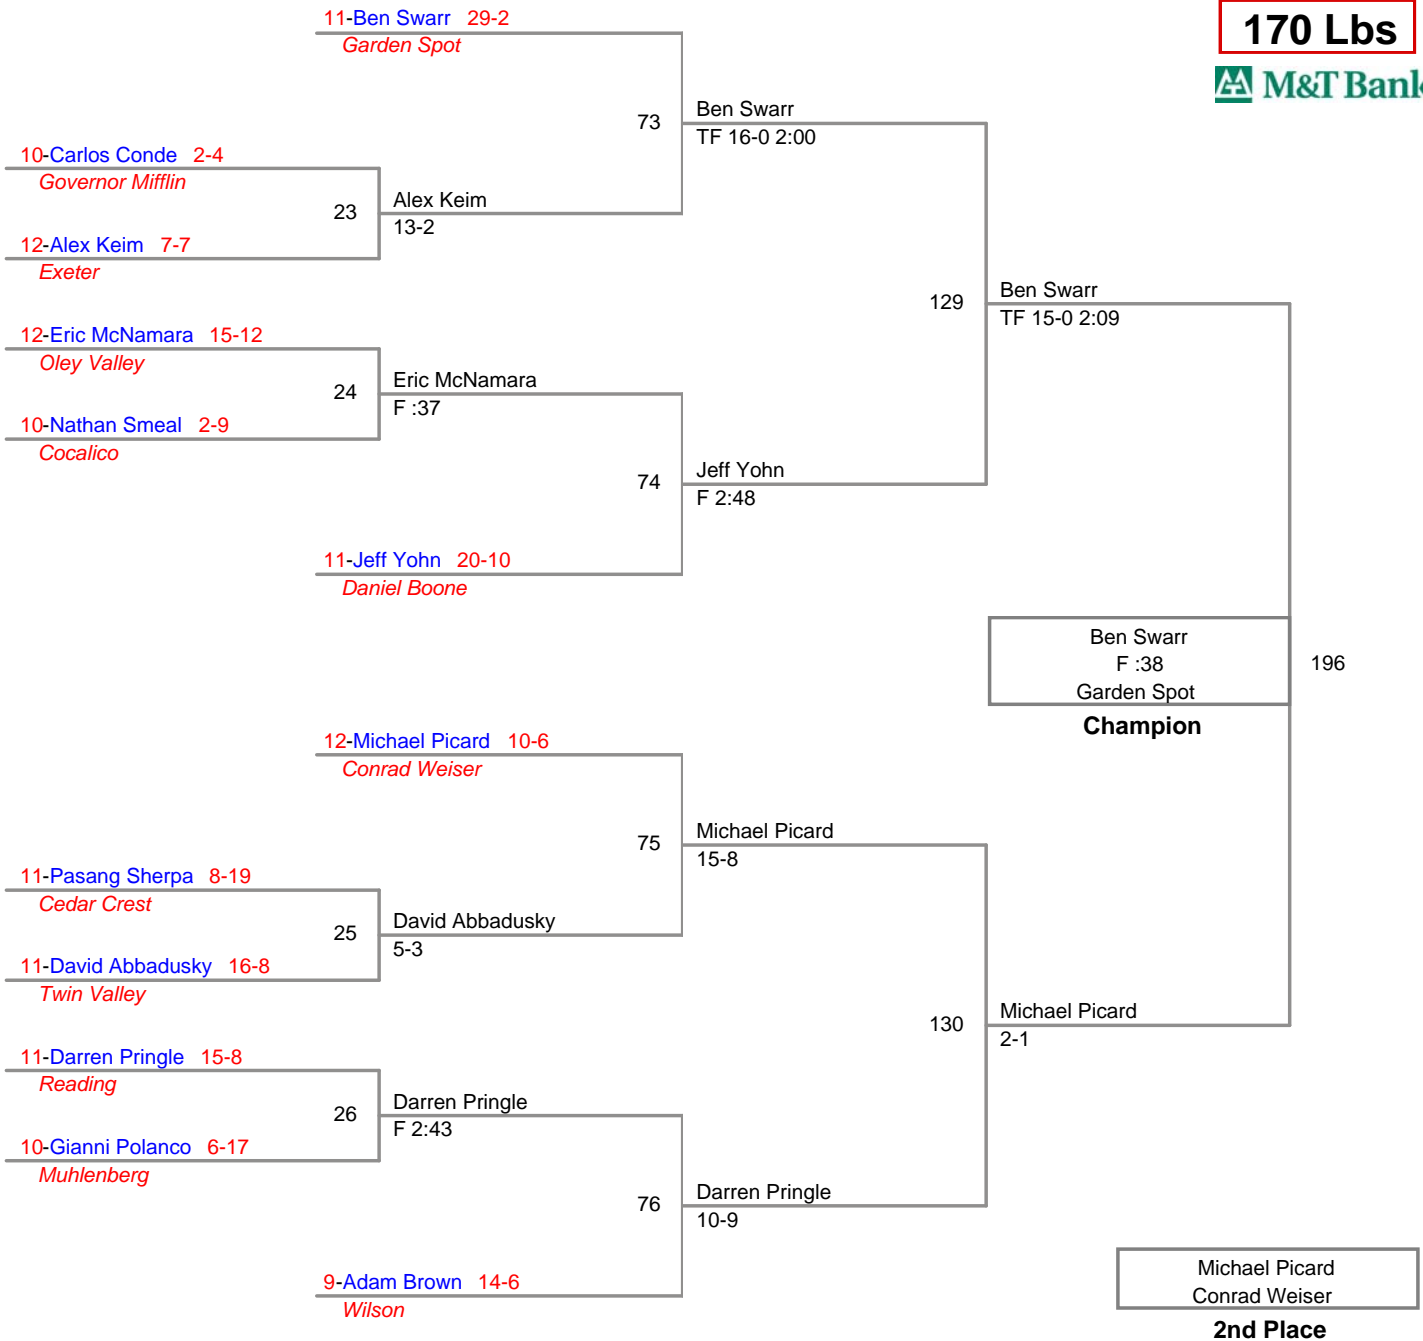 11-Ben Swarr 29-2
Garden Spot
170 Lbs
M&T Bank
73
Ben Swarr
TF 16-0 2:00
10-Carlos Conde 2-4
Governor Mifflin
23
Alex Keim
13-2
12-Alex Keim 7-7
Exeter
129
Ben Swarr
TF 15-0 2:09
12-Eric McNamara 15-12
Oley Valley
24
Eric McNamara
F :37
10-Nathan Smeal 2-9
Cocalico
74
Jeff Yohn
F 2:48
11-Jeff Yohn 20-10
Daniel Boone
Ben Swarr
F :38
Garden Spot
196
Champion
12-Michael Picard 10-6
Conrad Weiser
75
Michael Picard
15-8
11-Pasang Sherpa 8-19
Cedar Crest
25
David Abbadusky
5-3
11-David Abbadusky 16-8
Twin Valley
130
Michael Picard
2-1
11-Darren Pringle 15-8
Reading
26
Darren Pringle
F 2:43
10-Gianni Polanco 6-17
Muhlenberg
76
Darren Pringle
10-9
9-Adam Brown 14-6
Wilson
Michael Picard
Conrad Weiser
2nd Place